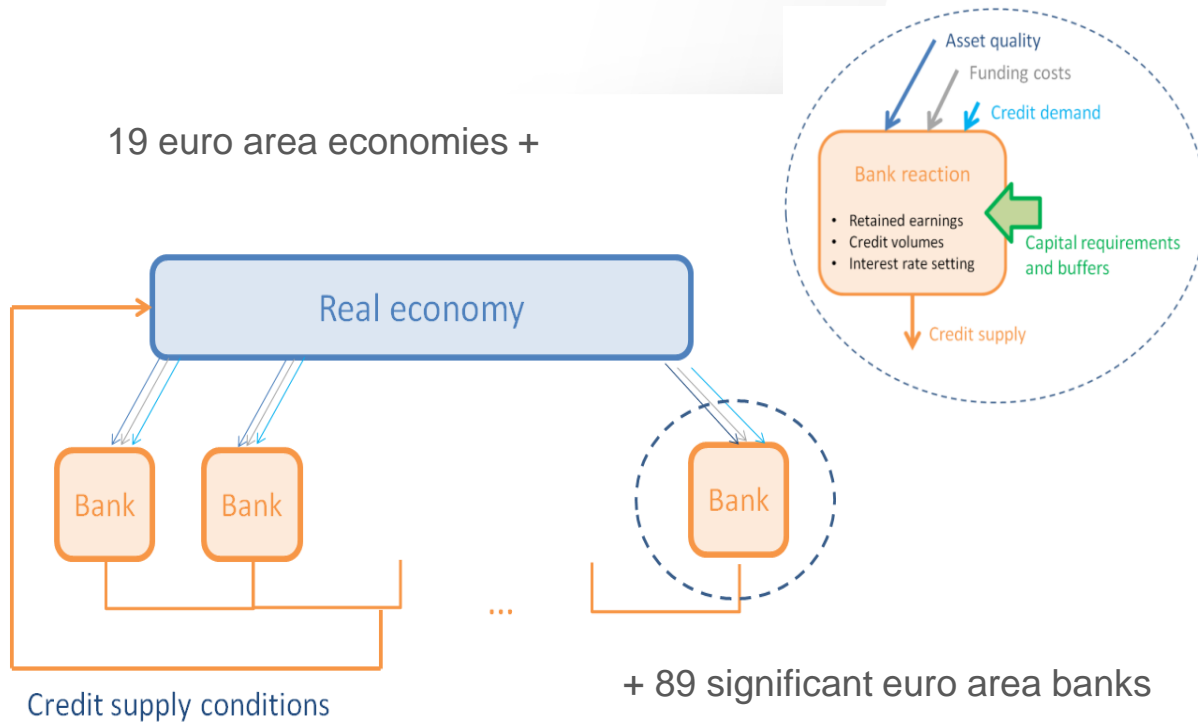 Asset quality
Funding costs
Credit demand
19 euro area economies +
Bank reaction
• Retained earnings
• Credit volumes
• Interest rate setting
Capital requirements
and buffers
Credit supply
Real economy
Bank
Bank
Bank
...
+ 89 significant euro area banks
Credit supply conditions